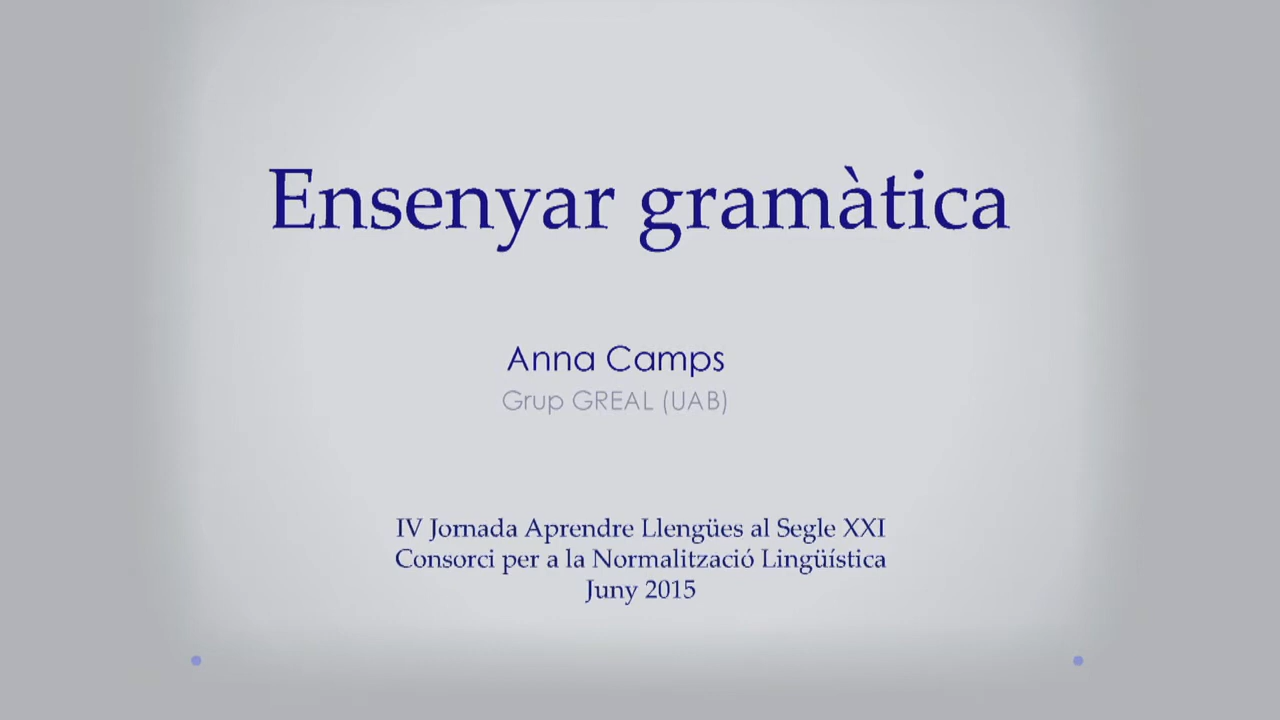 Ensenyar gramàtica
Anna Camps
Grup GREAL (UAB)
IV Jornada Aprendre Llengües al Segle XXI
Consorci per a la Normalització Lingüística
Juny 2015